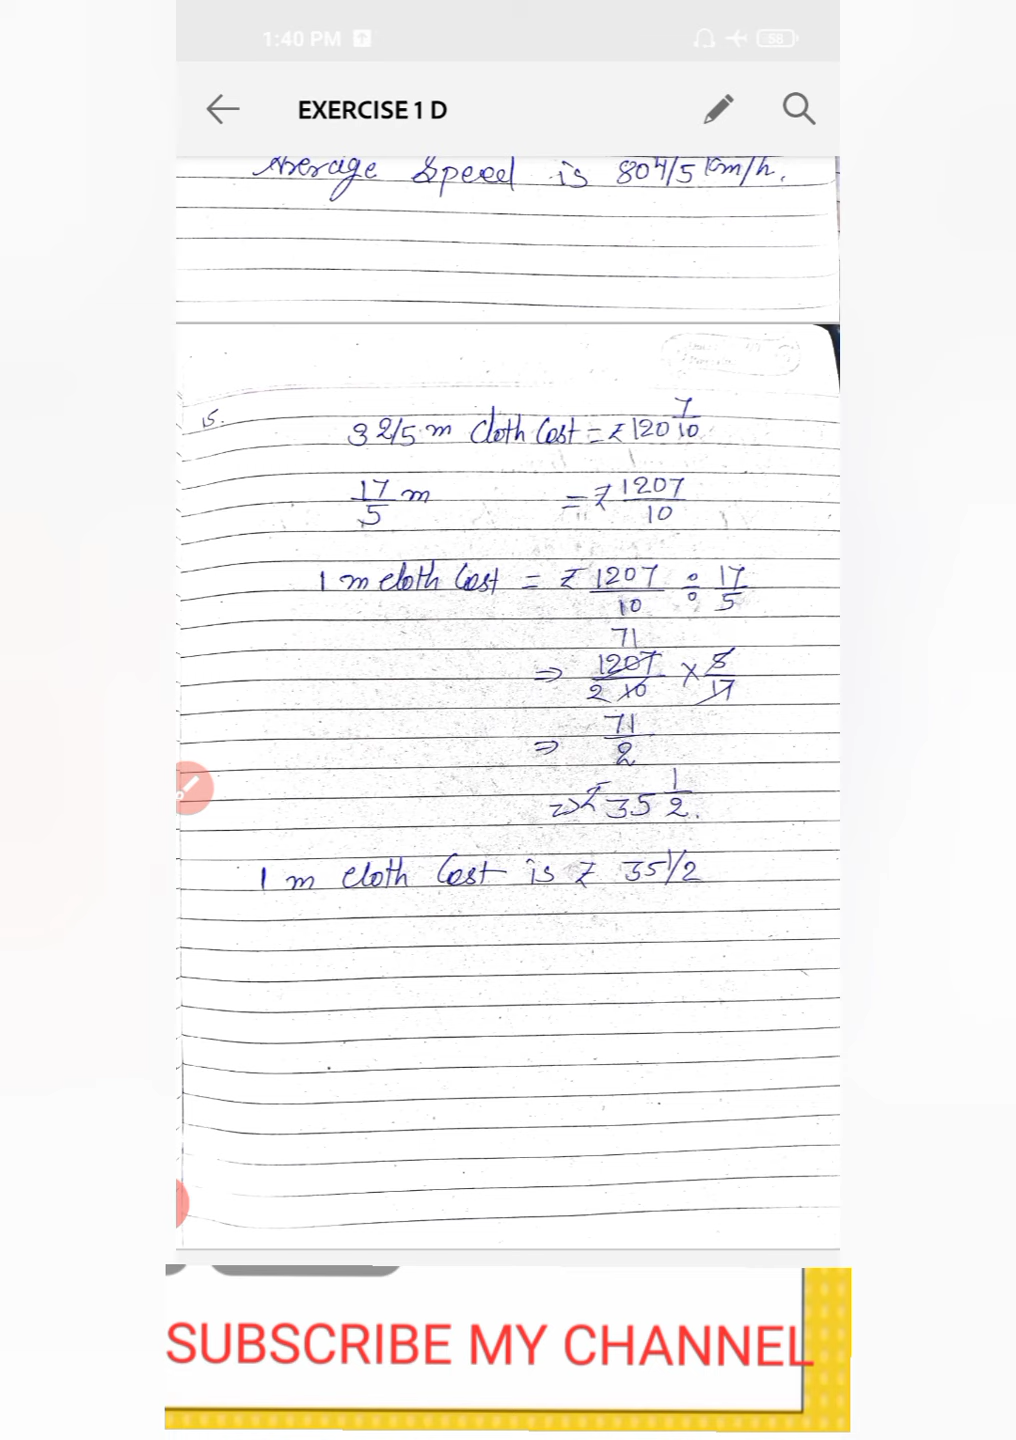 1:40 PM 58
EXERCISE 1 D
Average Speed is 80 4/5 Km/h.
15.
3 2/5 m Cloth Cost = ₹ 120 7/10
17/5 m = ₹ 1207/10
1 m cloth Cost = ₹ 1207/10 ÷ 17/5
71
⇒ 1207/10 × 5/17
2
⇒ 71/2
⇒ ₹ 35 1/2.
1 m cloth Cost is ₹ 35 1/2
SUBSCRIBE MY CHANNEL